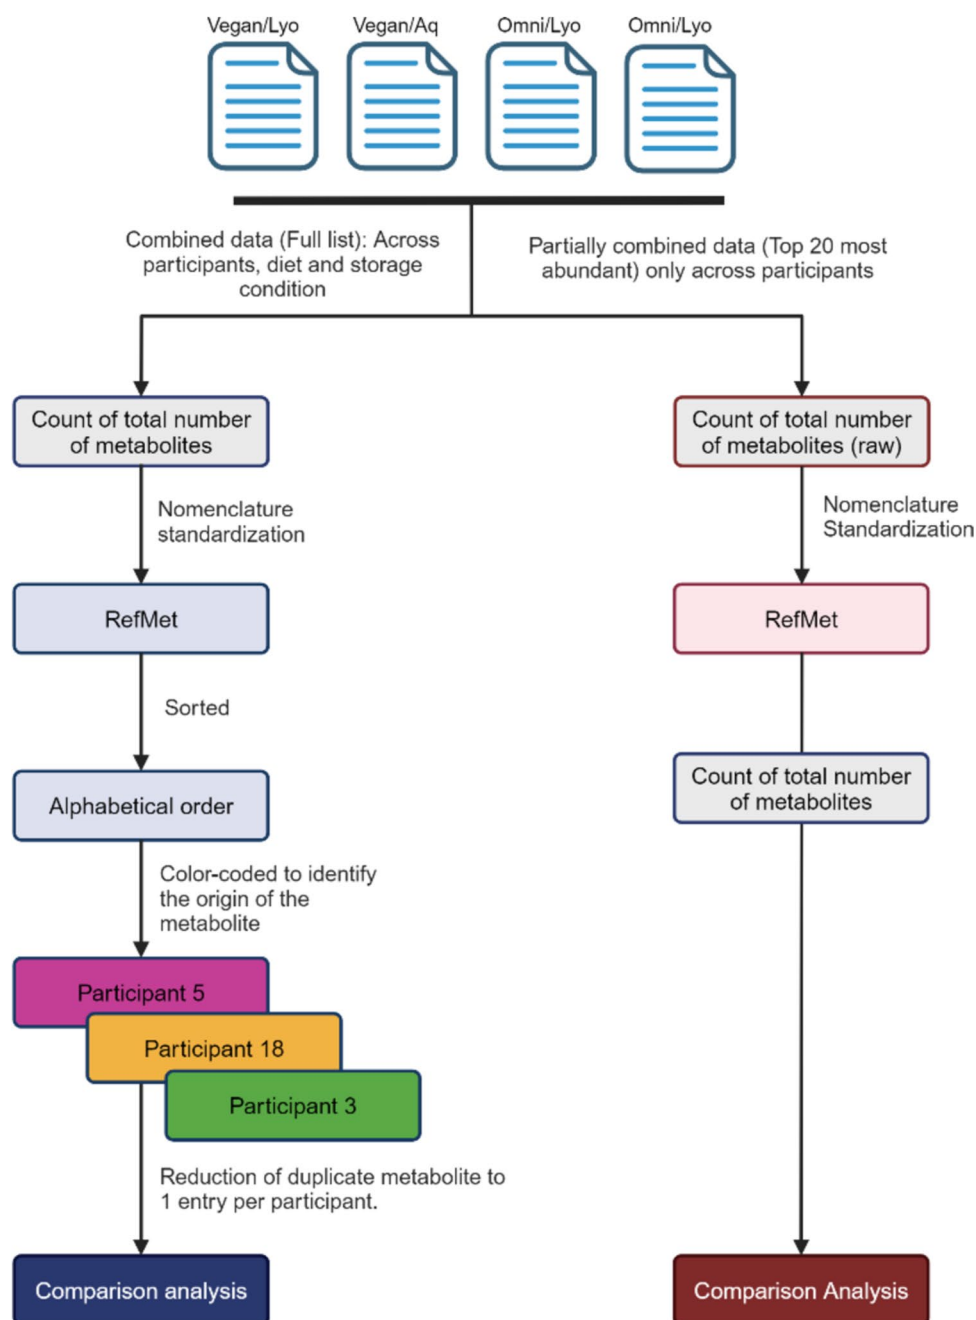 Vegan/Lyo
Vegan/Aq
Omni/Lyo
Omni/Lyo
Combined data (Full list): Across
participants, diet and storage
condition
Partially combined data (Top 20 most
abundant) only across participants
Count of total number
of metabolites
Nomenclature
standardization
RefMet
Sorted
Alphabetical order
Color-coded to identify
the origin of the
metabolite
Participant 5
Participant 18
Participant 3
Reduction of duplicate metabolite to
1 entry per participant.
Comparison analysis
Count of total number
of metabolites (raw)
Nomenclature
Standardization
RefMet
Count of total number
of metabolites
Comparison Analysis